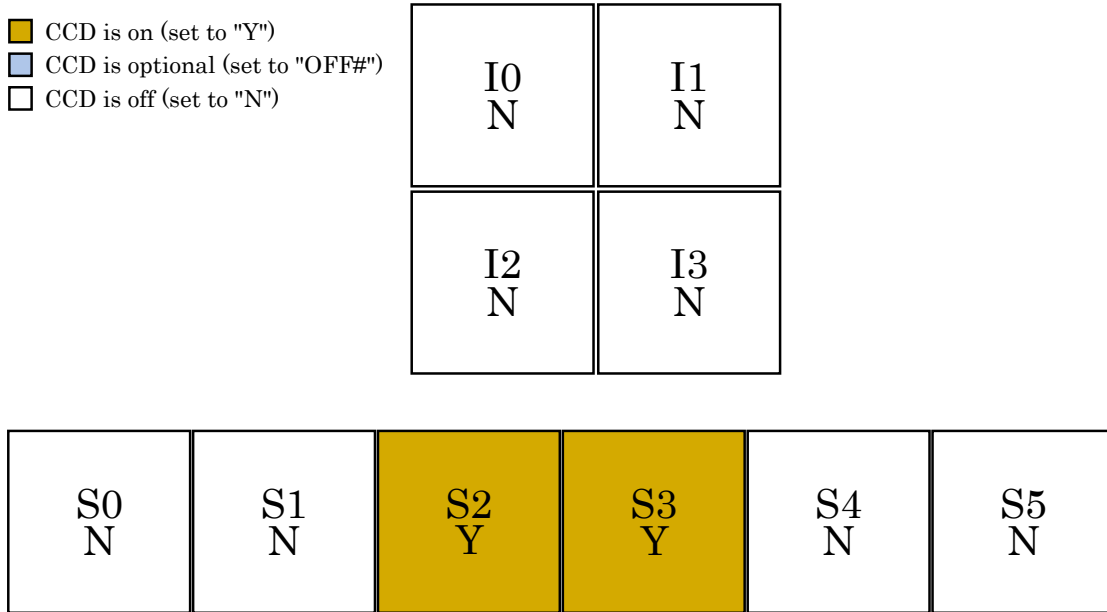 CCD is on (set to "Y")
CCD is optional (set to "OFF#")
CCD is off (set to "N")
I0
N
I1
N
I2
N
I3
N
S0
N
S1
N
S2
Y
S3
Y
S4
N
S5
N